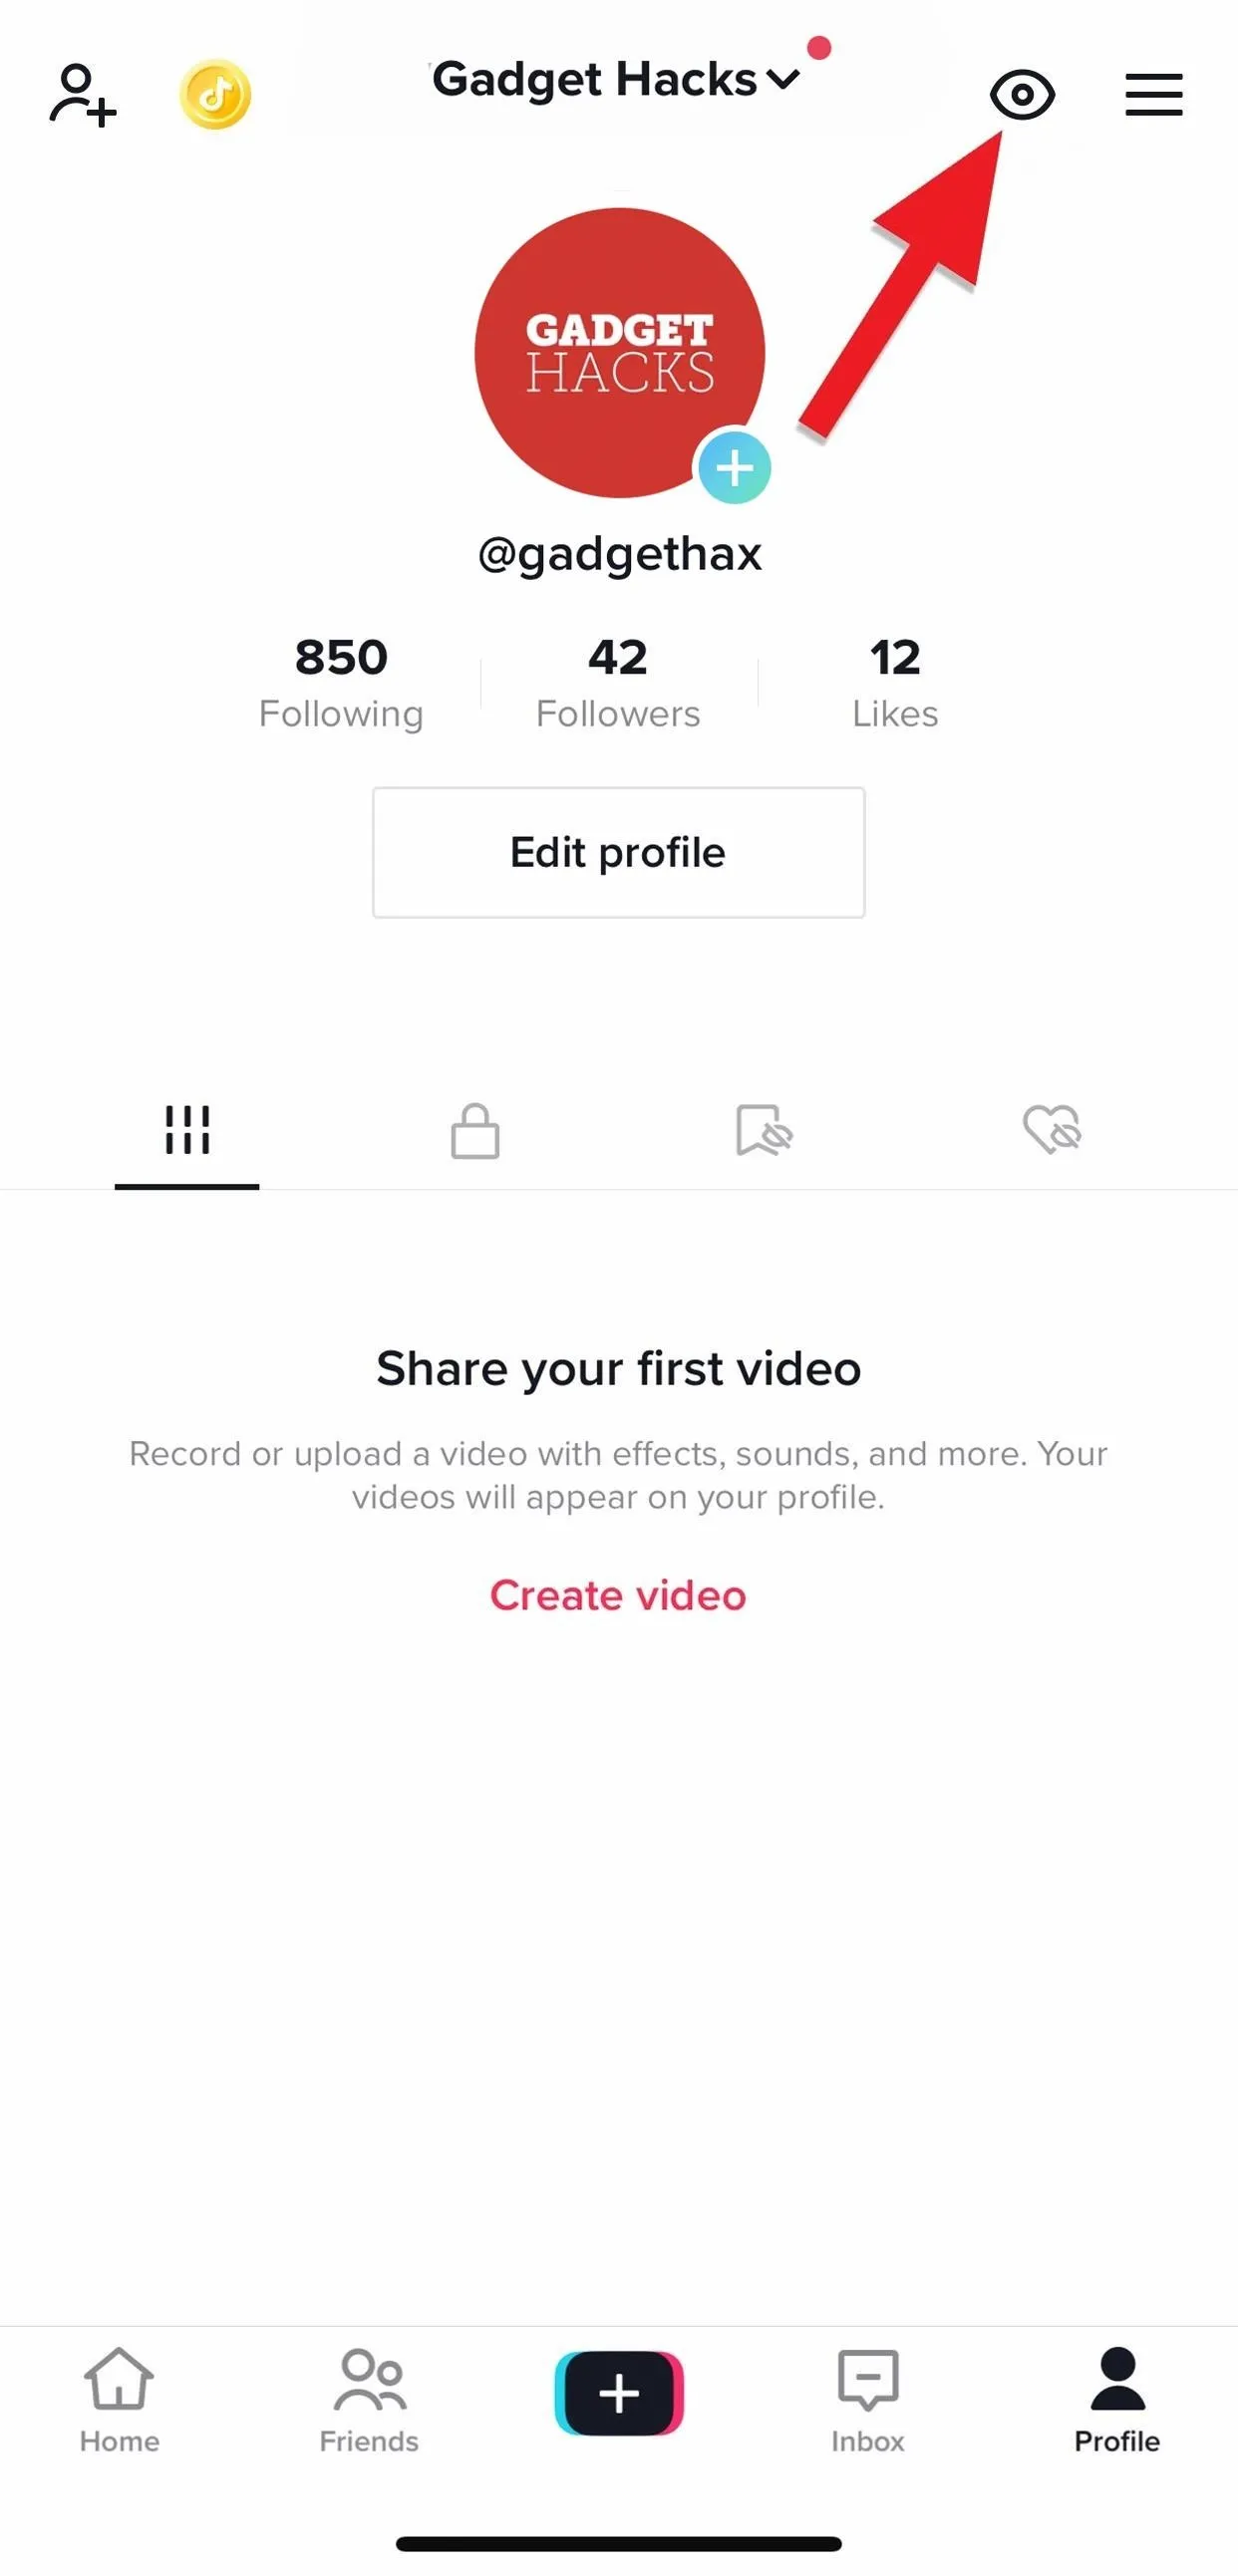 Gadget Hacks
GADGET
HACKS
@gadgethax
850
Following
42
Followers
12
Likes
Edit profile
Share your first video
Record or upload a video with effects, sounds, and more. Your
videos will appear on your profile.
Create video
Home
Friends
Inbox
Profile